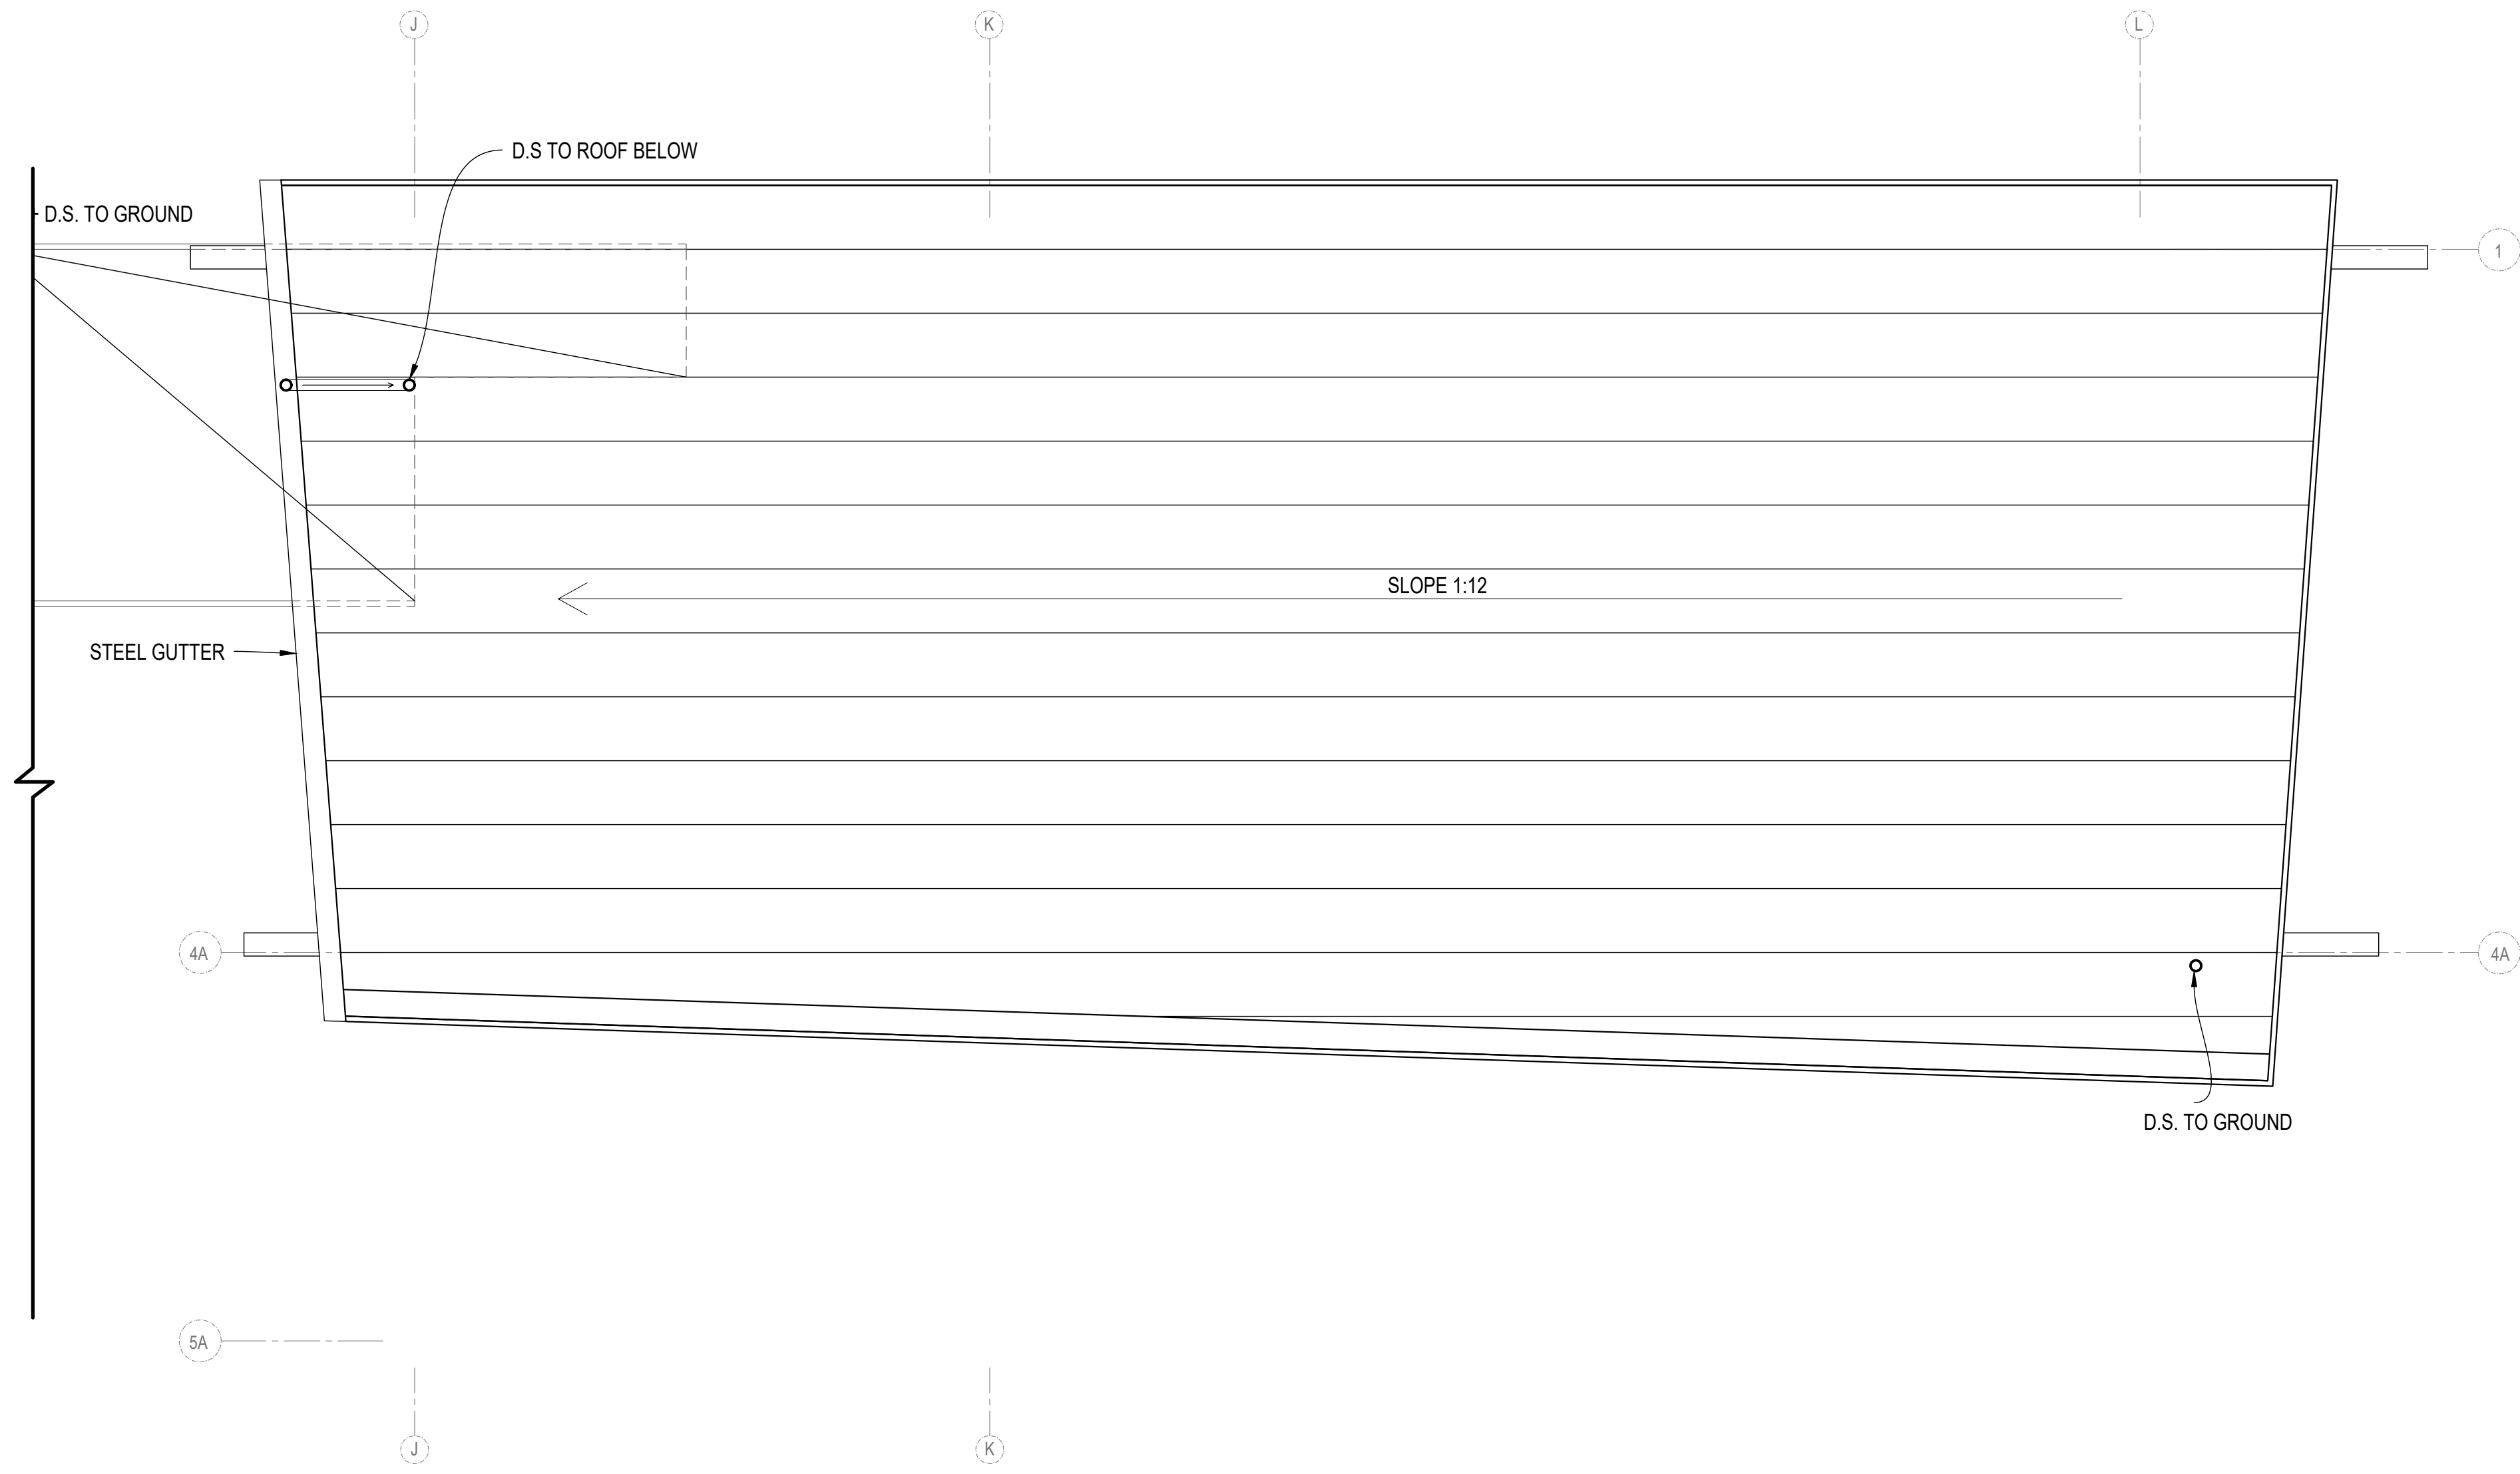 J
K
L
D.S TO ROOF BELOW
D.S. TO GROUND
1
SLOPE 1:12
STEEL GUTTER
4A
4A
D.S. TO GROUND
5A
J
K